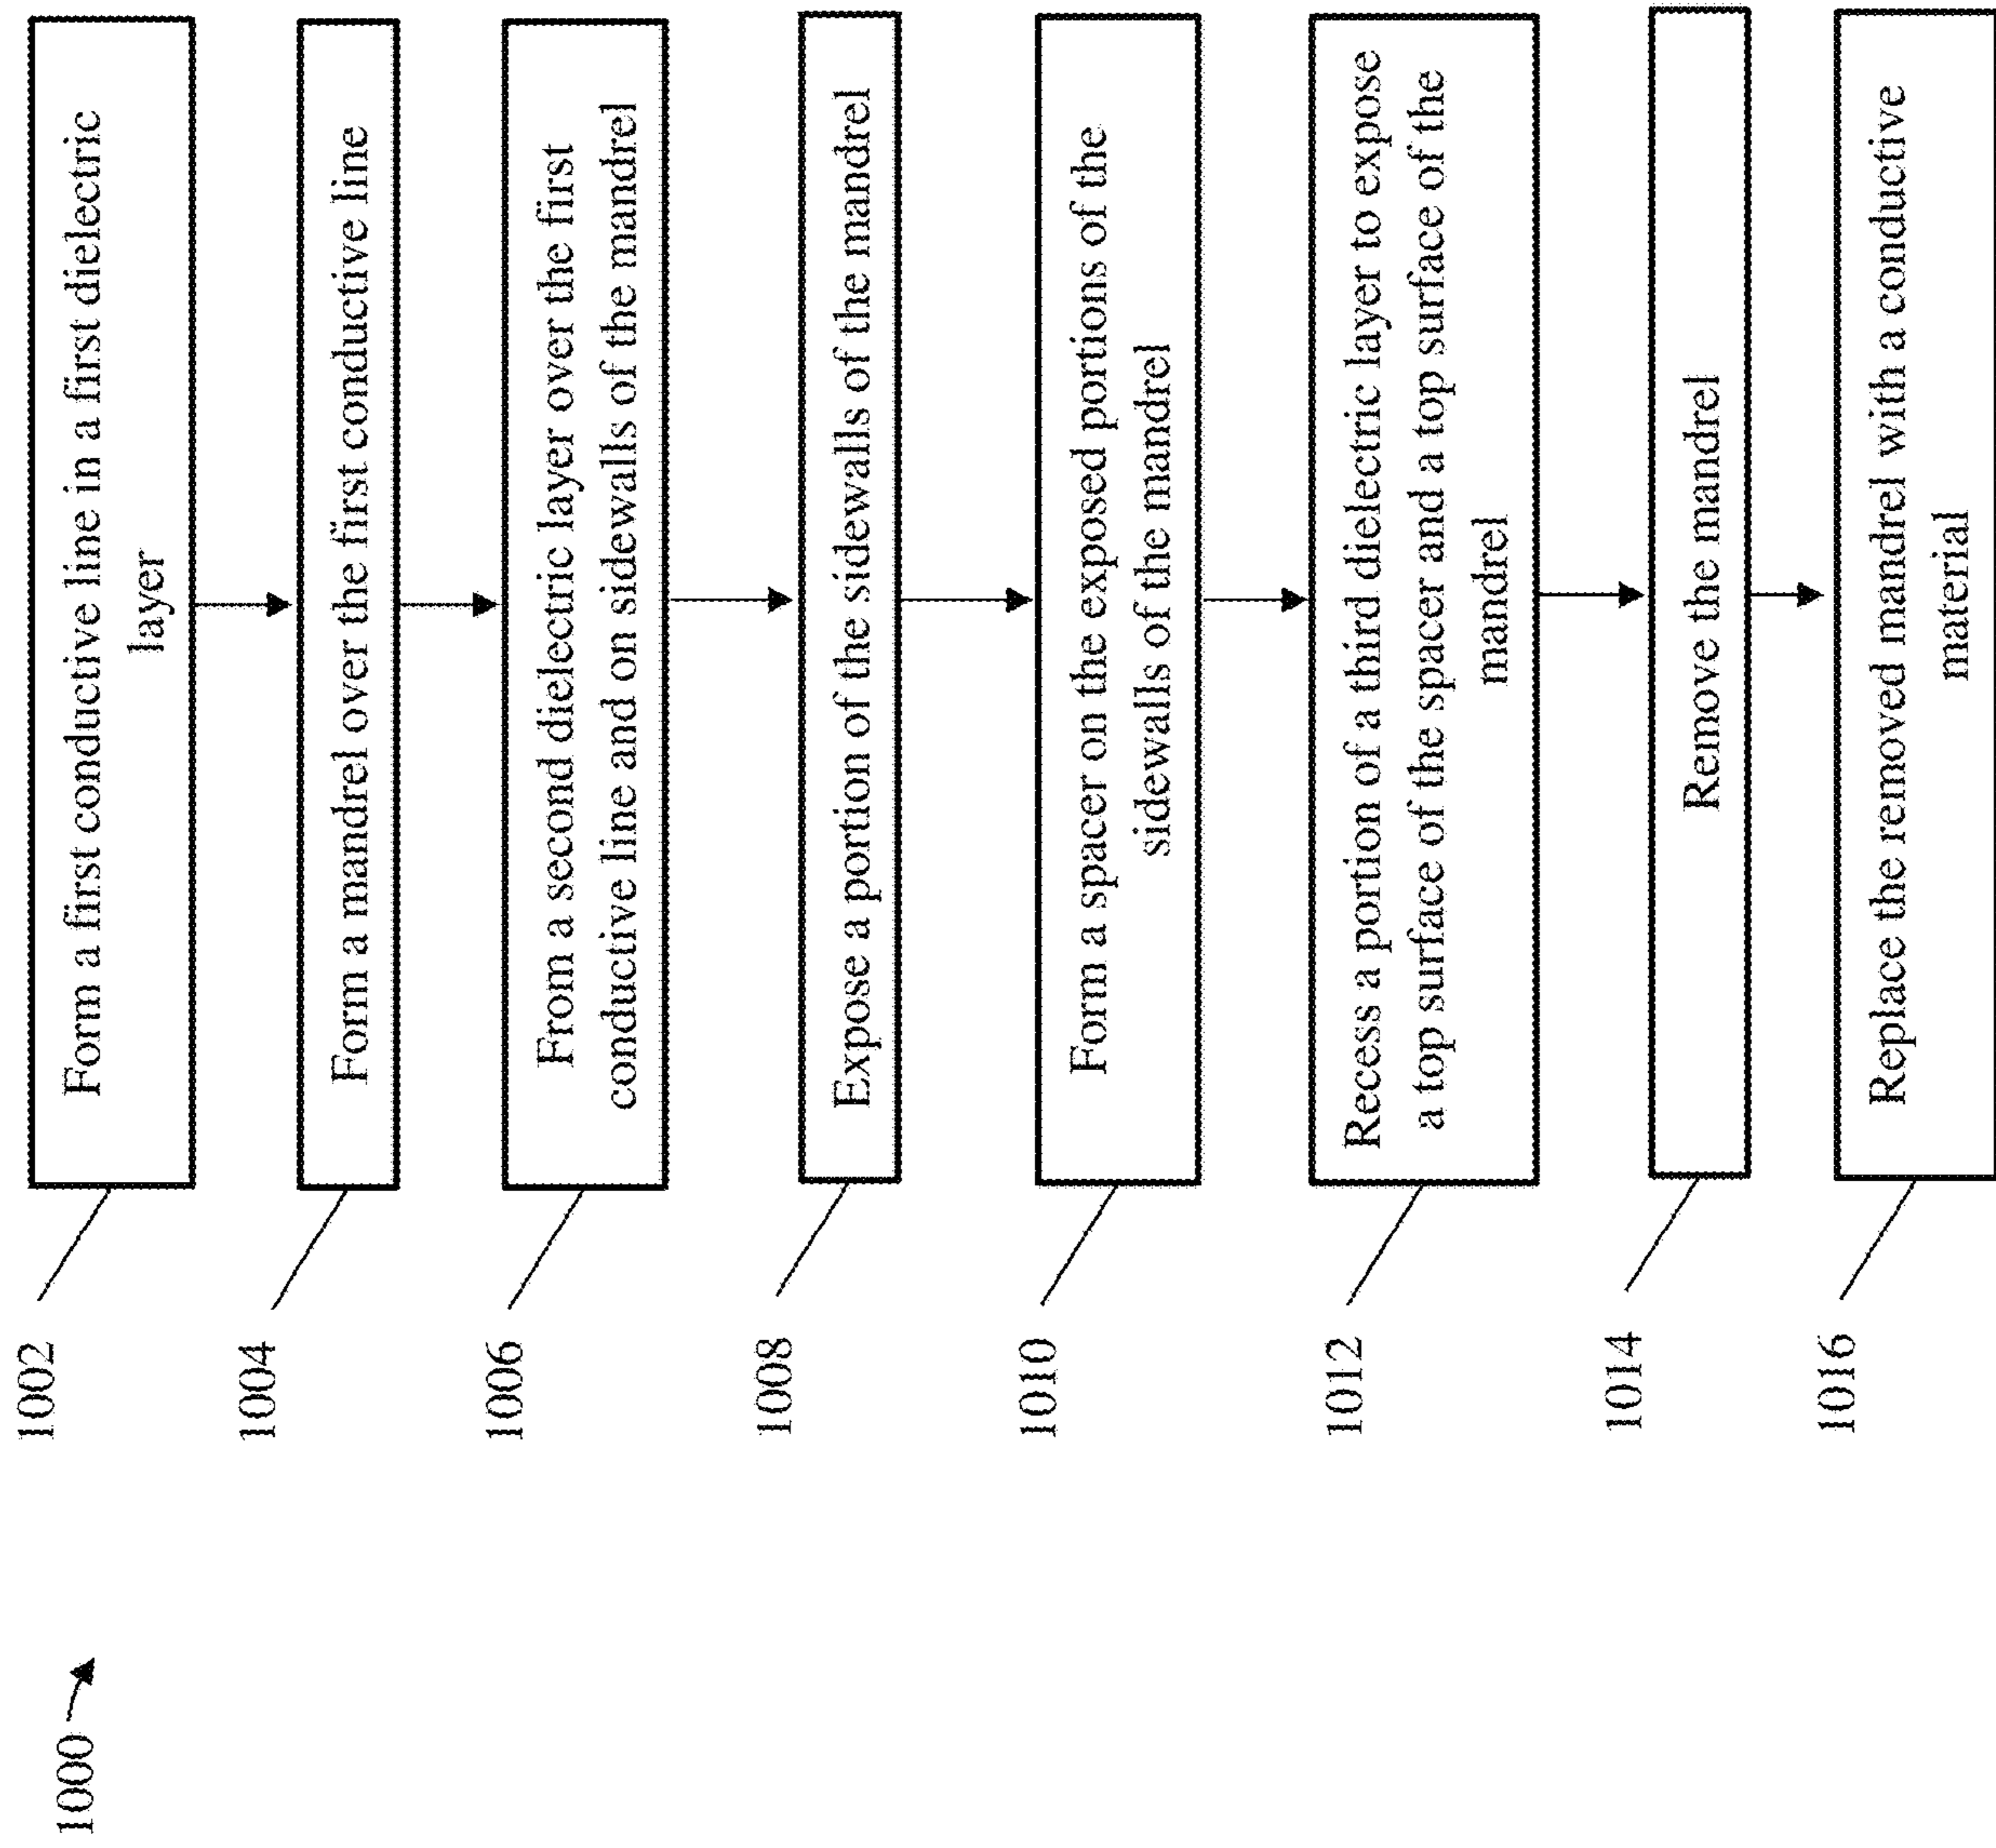 1000
1002
Form a first conductive line in a first dielectric
layer
1004
Form a mandrel over the first conductive line
1006
From a second dielectric layer over the first
conductive line and on sidewalls of the mandrel
1008
Expose a portion of the sidewalls of the mandrel
1010
Form a spacer on the exposed portions of the
sidewalls of the mandrel
1012
Recess a portion of a third dielectric layer to expose
a top surface of the spacer and a top surface of the
mandrel
1014
Remove the mandrel
1016
Replace the removed mandrel with a conductive
material